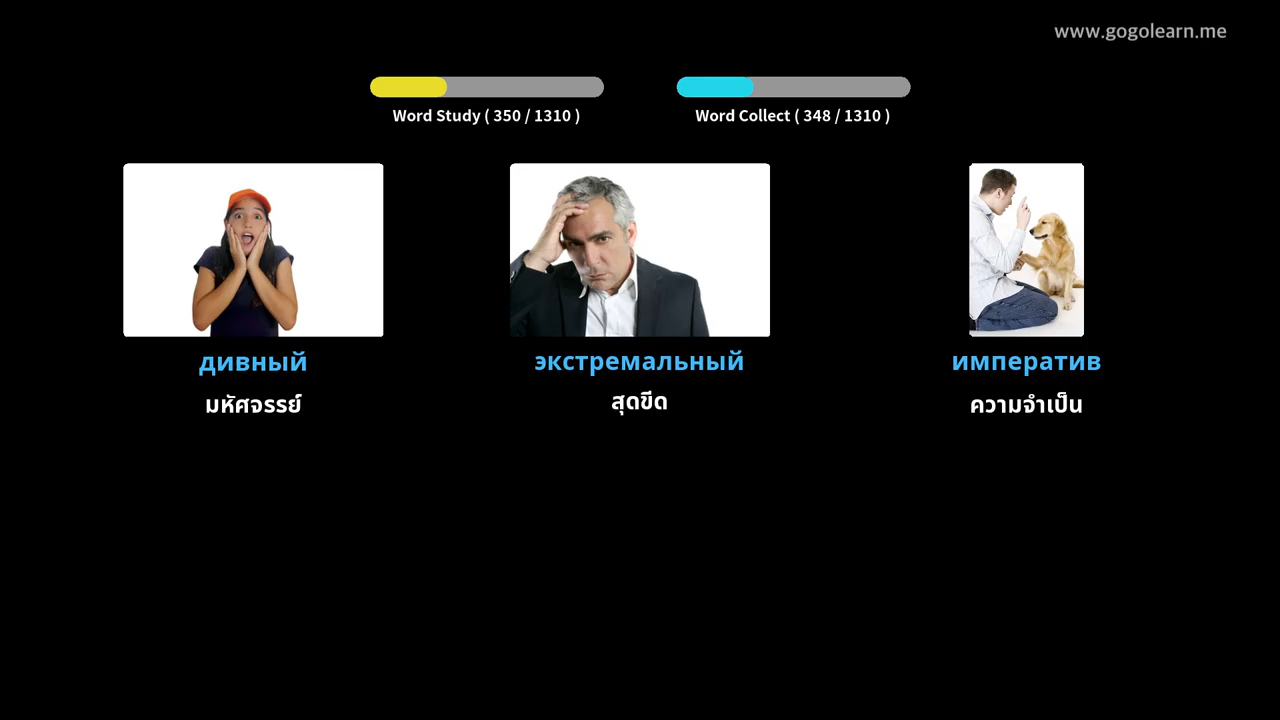 www.gogolearn.me
Word Study ( 350 / 1310 )
Word Collect ( 348 / 1310 )
дивный
экстремальный
императив
มหัศจรรย์
สุดขีด
ความจำเป็น